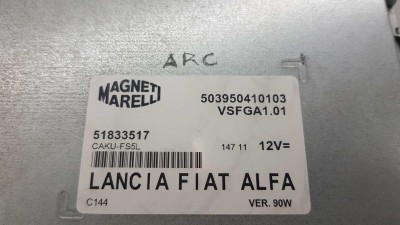 ARC
MAGNETI MARELLI
503950410103
VSFGA1.01
51833517
CAKU-FS5L
147 11 12V=
LANCIA FIAT ALFA
C144 VER. 90W